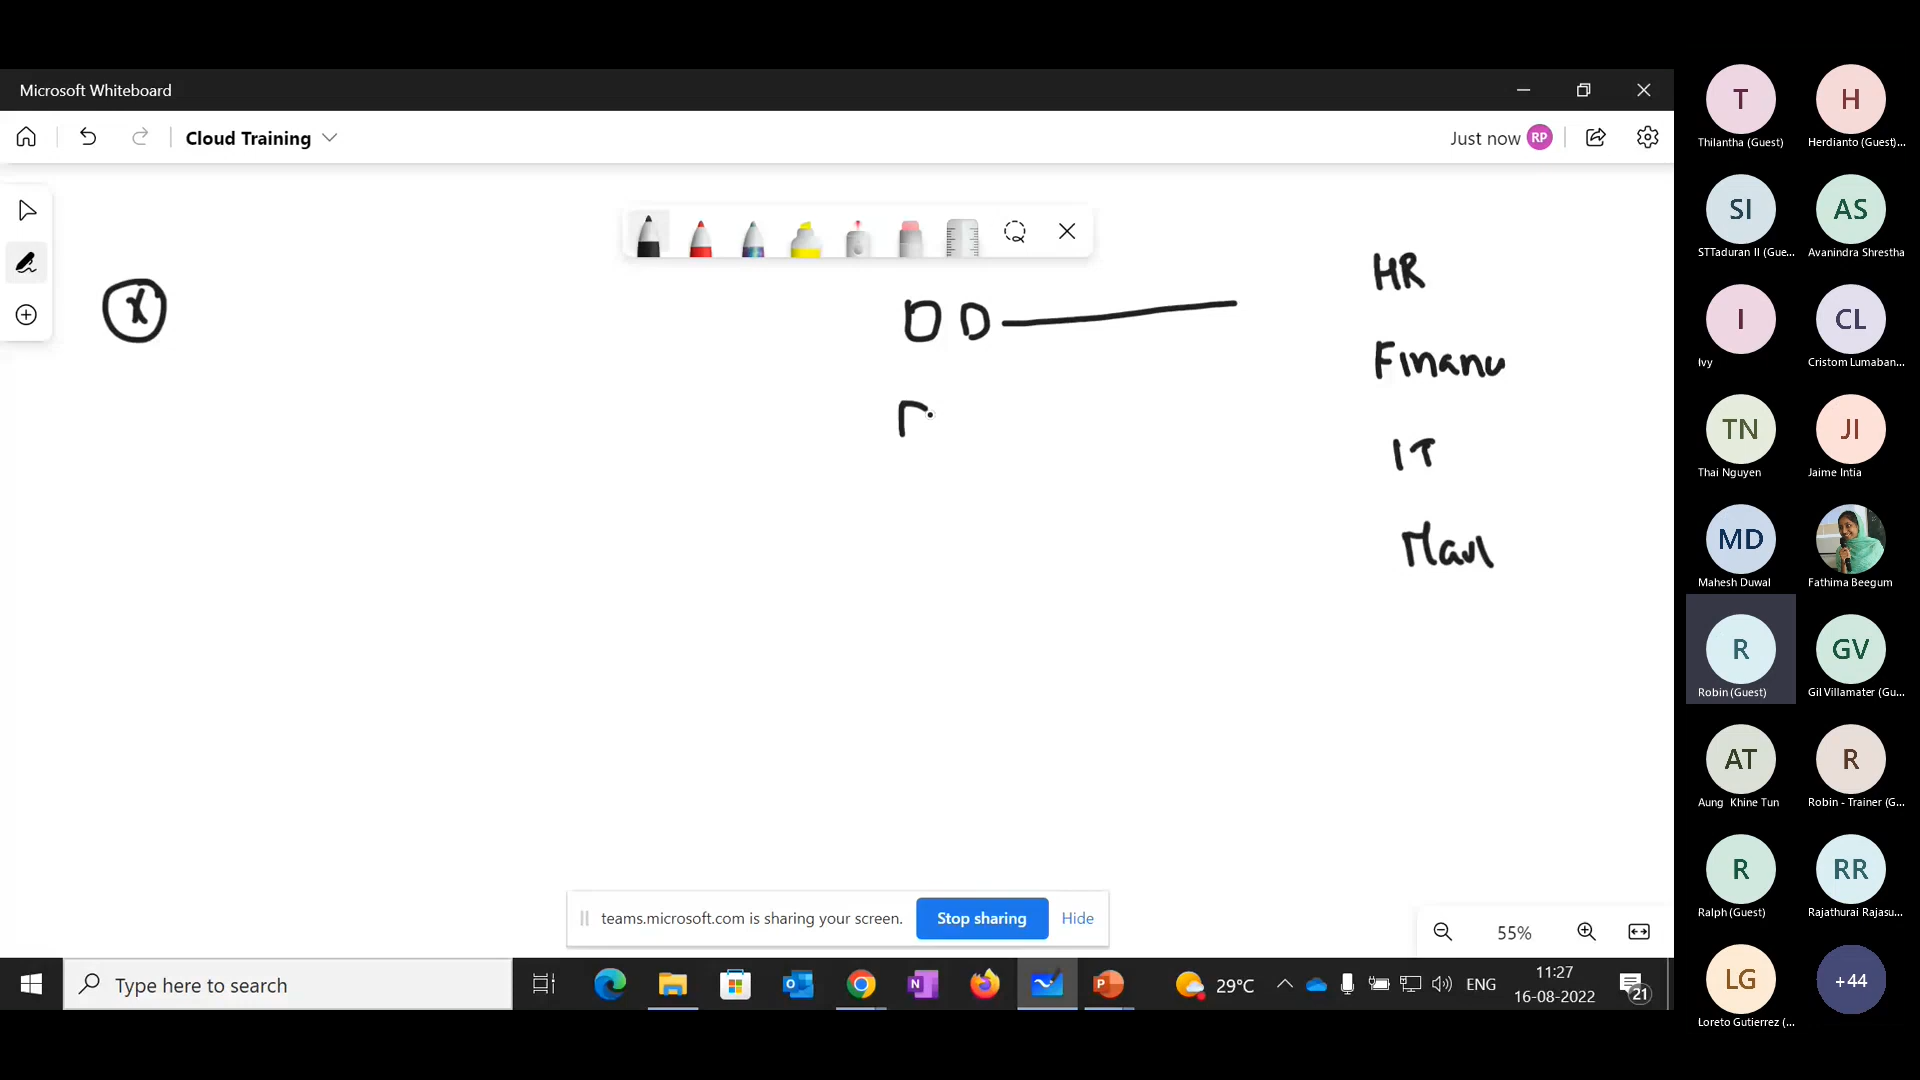 Microsoft Whiteboard
Cloud Training
Just now RP
X
HR
Finanu
IT
Mail
teams.microsoft.com is sharing your screen. Stop sharing Hide
55%
Type here to search
29°C
ENG
11:27
16-08-2022
21
T H
Thilantha (Guest) Herdianto (Guest)...
SI AS
STTaduran II (Gue... Avanindra Shrestha
I CL
Ivy Cristom Lumaban...
TN JI
Thai Nguyen Jaime Intia
MD
Mahesh Duwal Fathima Beegum
R GV
Robin (Guest) Gil Villamater (Gu...
AT R
Aung Khine Tun Robin - Trainer (G...
R RR
Ralph (Guest) Rajathurai Rajasu...
LG +44
Loreto Gutierrez (...